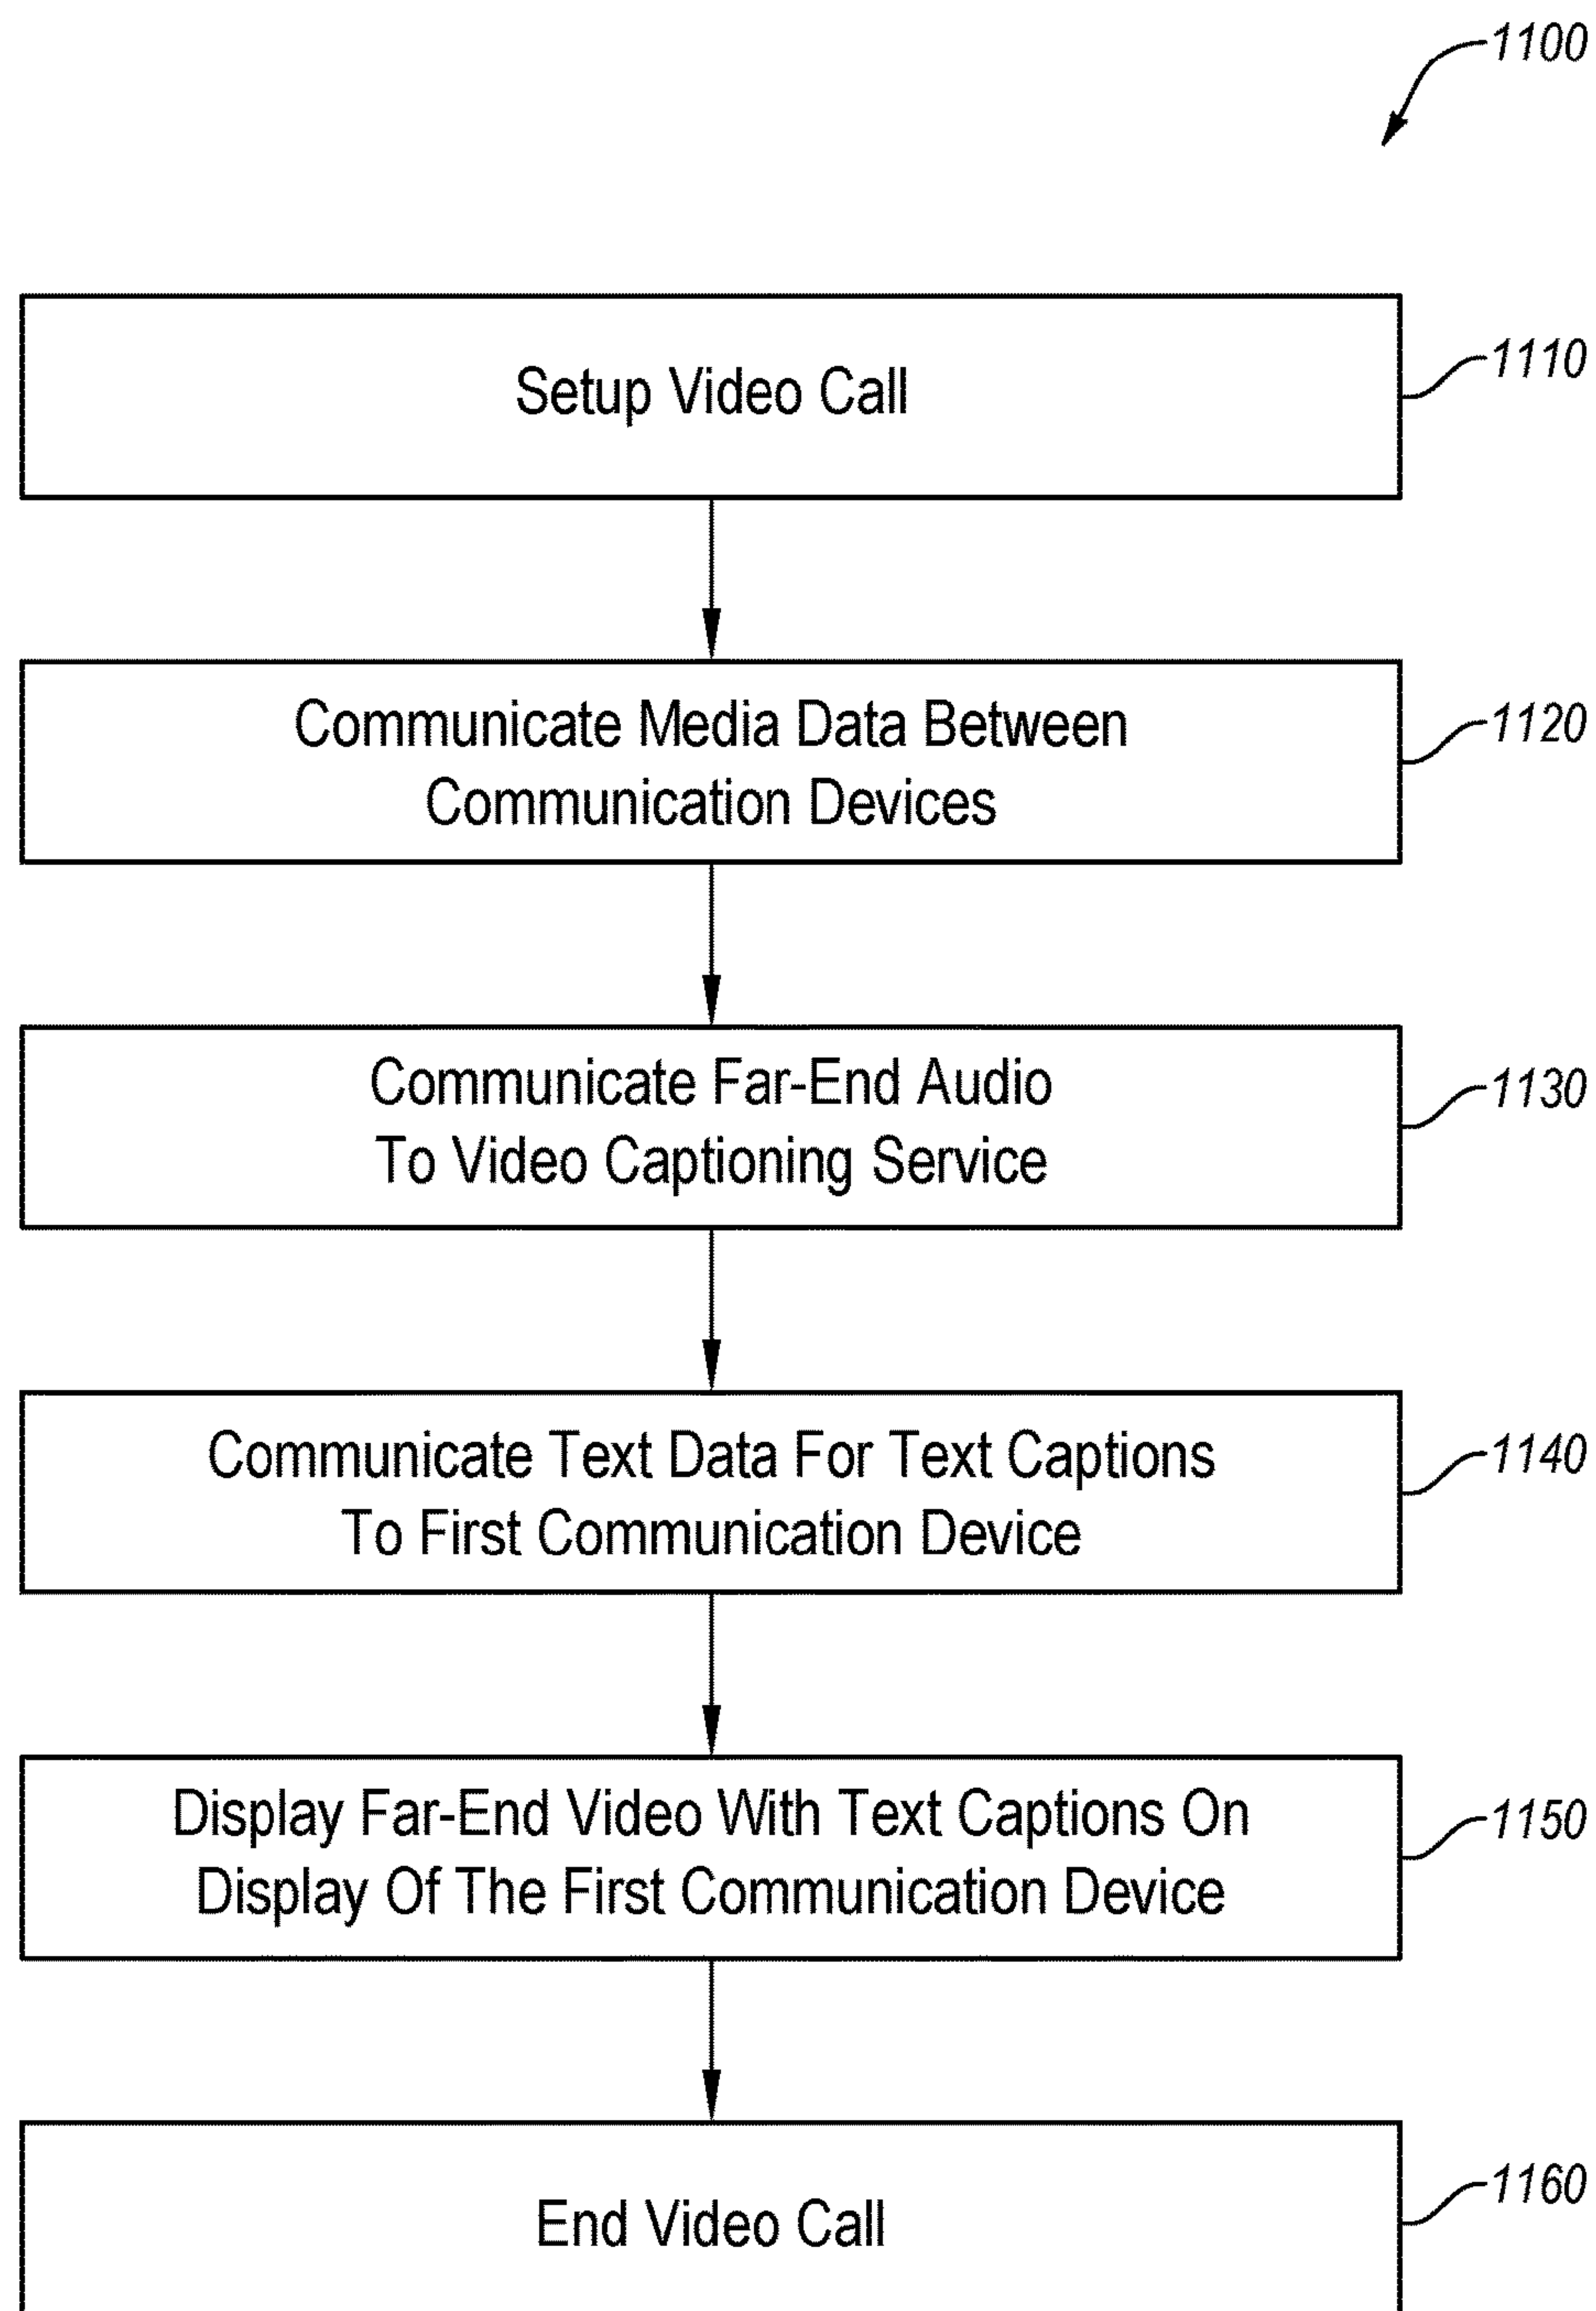 1100
Setup Video Call
1110
Communicate Media Data Between
Communication Devices
1120
Communicate Far-End Audio
To Video Captioning Service
1130
Communicate Text Data For Text Captions
To First Communication Device
1140
Display Far-End Video With Text Captions On
Display Of The First Communication Device
1150
End Video Call
1160